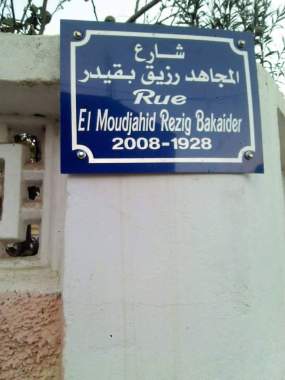 شارع
المجاهد رزيق بقيدر
Rue
El Moudjahid Rezig Bakaider
2008-1928